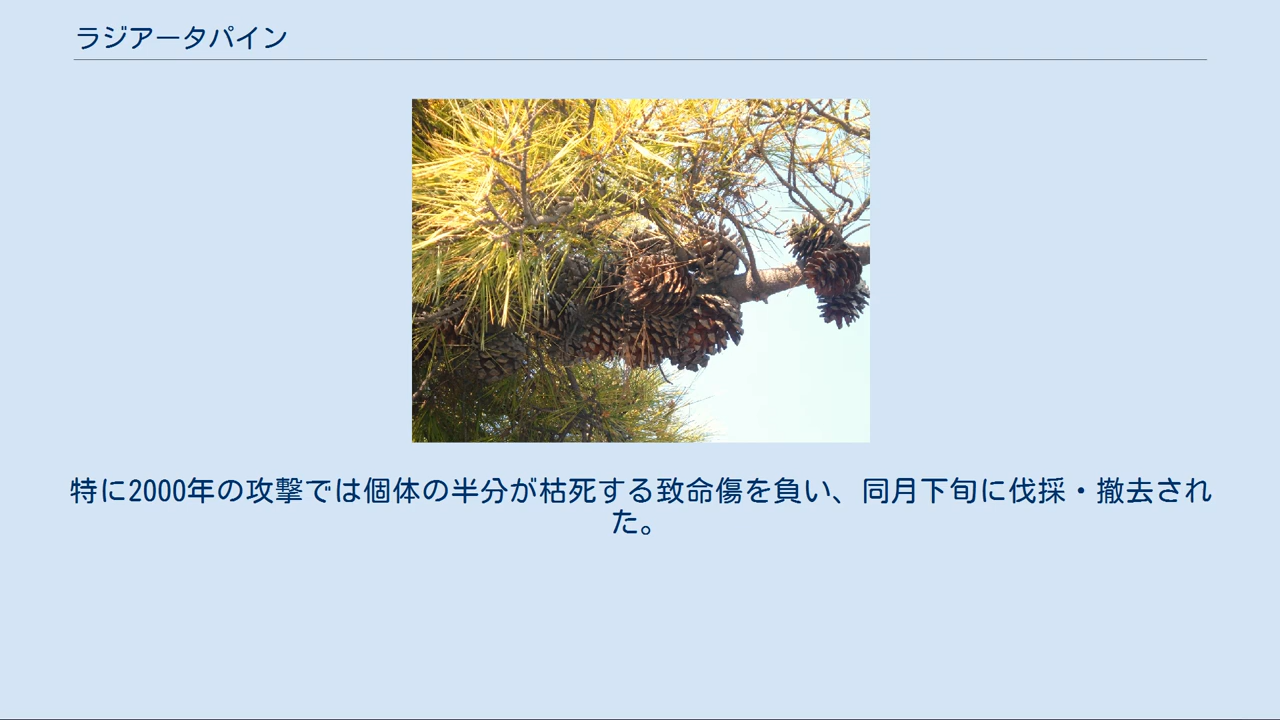 ラジアータパイン
特に2000年の攻撃では個体の半分が枯死する致命傷を負い、同月下旬に伐採・撤去され
た。